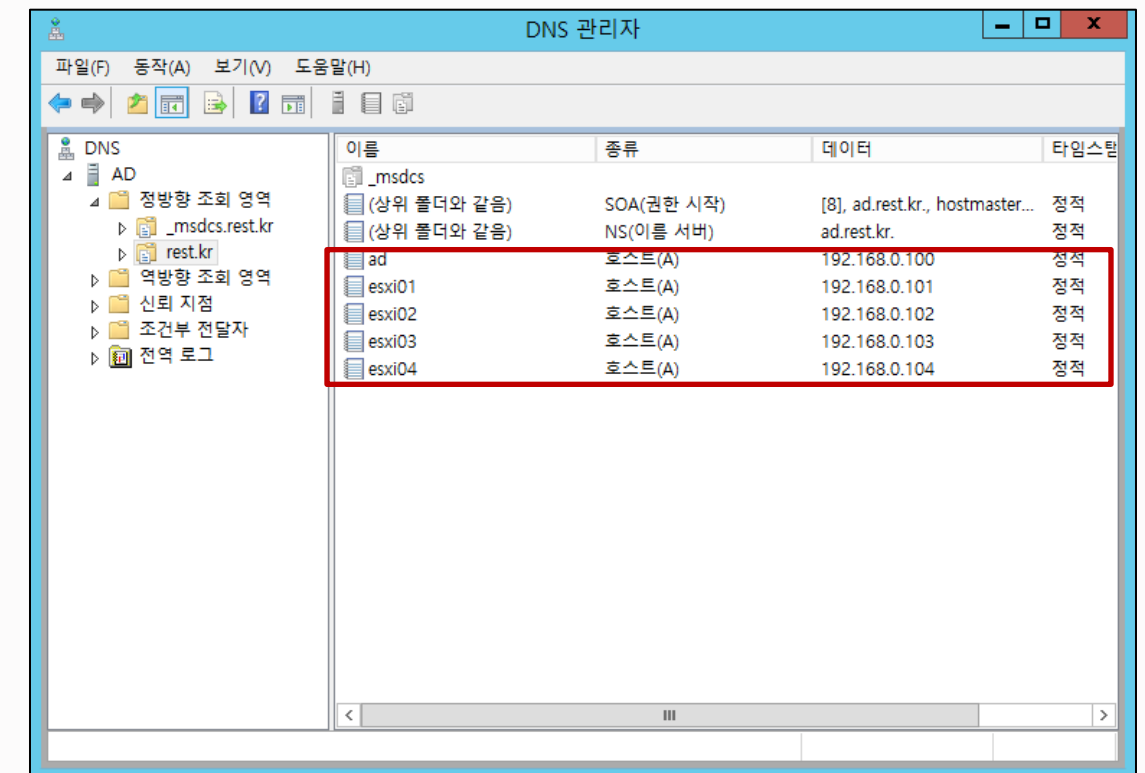 DNS 관리자
파일(F) 동작(A) 보기(V) 도움말(H)
DNS
AD
정방향 조회 영역
_msdcs.rest.kr
rest.kr
역방향 조회 영역
신뢰 지점
조건부 전달자
전역 로그
이름 종류 데이터 타임스탬
_msdcs
(상위 폴더와 같음) SOA(권한 시작) [8], ad.rest.kr., hostmaster... 정적
(상위 폴더와 같음) NS(이름 서버) ad.rest.kr. 정적
ad 호스트(A) 192.168.0.100 정적
esxi01 호스트(A) 192.168.0.101 정적
esxi02 호스트(A) 192.168.0.102 정적
esxi03 호스트(A) 192.168.0.103 정적
esxi04 호스트(A) 192.168.0.104 정적